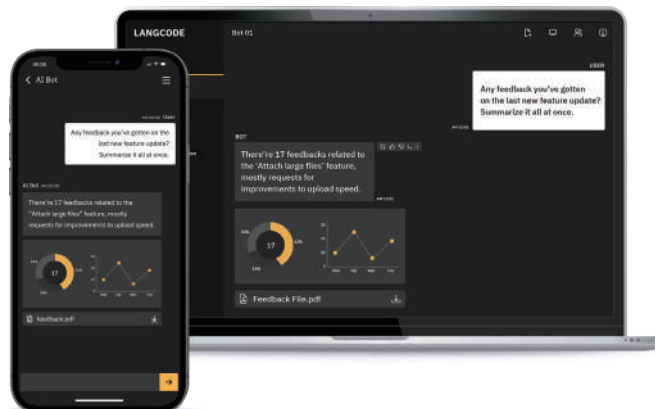 AI Bot
User
Any feedback you've gotten on the
last new feature update?
Summarize it all at once.
AI Bot
There're 17 feedbacks related to the
"Attach large files" feature, mostly
requests for improvements to upload speed.
17
feedback.pdf
LANGCODE
Bot 01
USER
Any feedback you've gotten
on the last new feature update?
Summarize it all at once.
BOT
There're 17 feedbacks related to
the 'Attach large files' feature,
mostly requests for
improvements to upload speed.
17
Feedback File.pdf